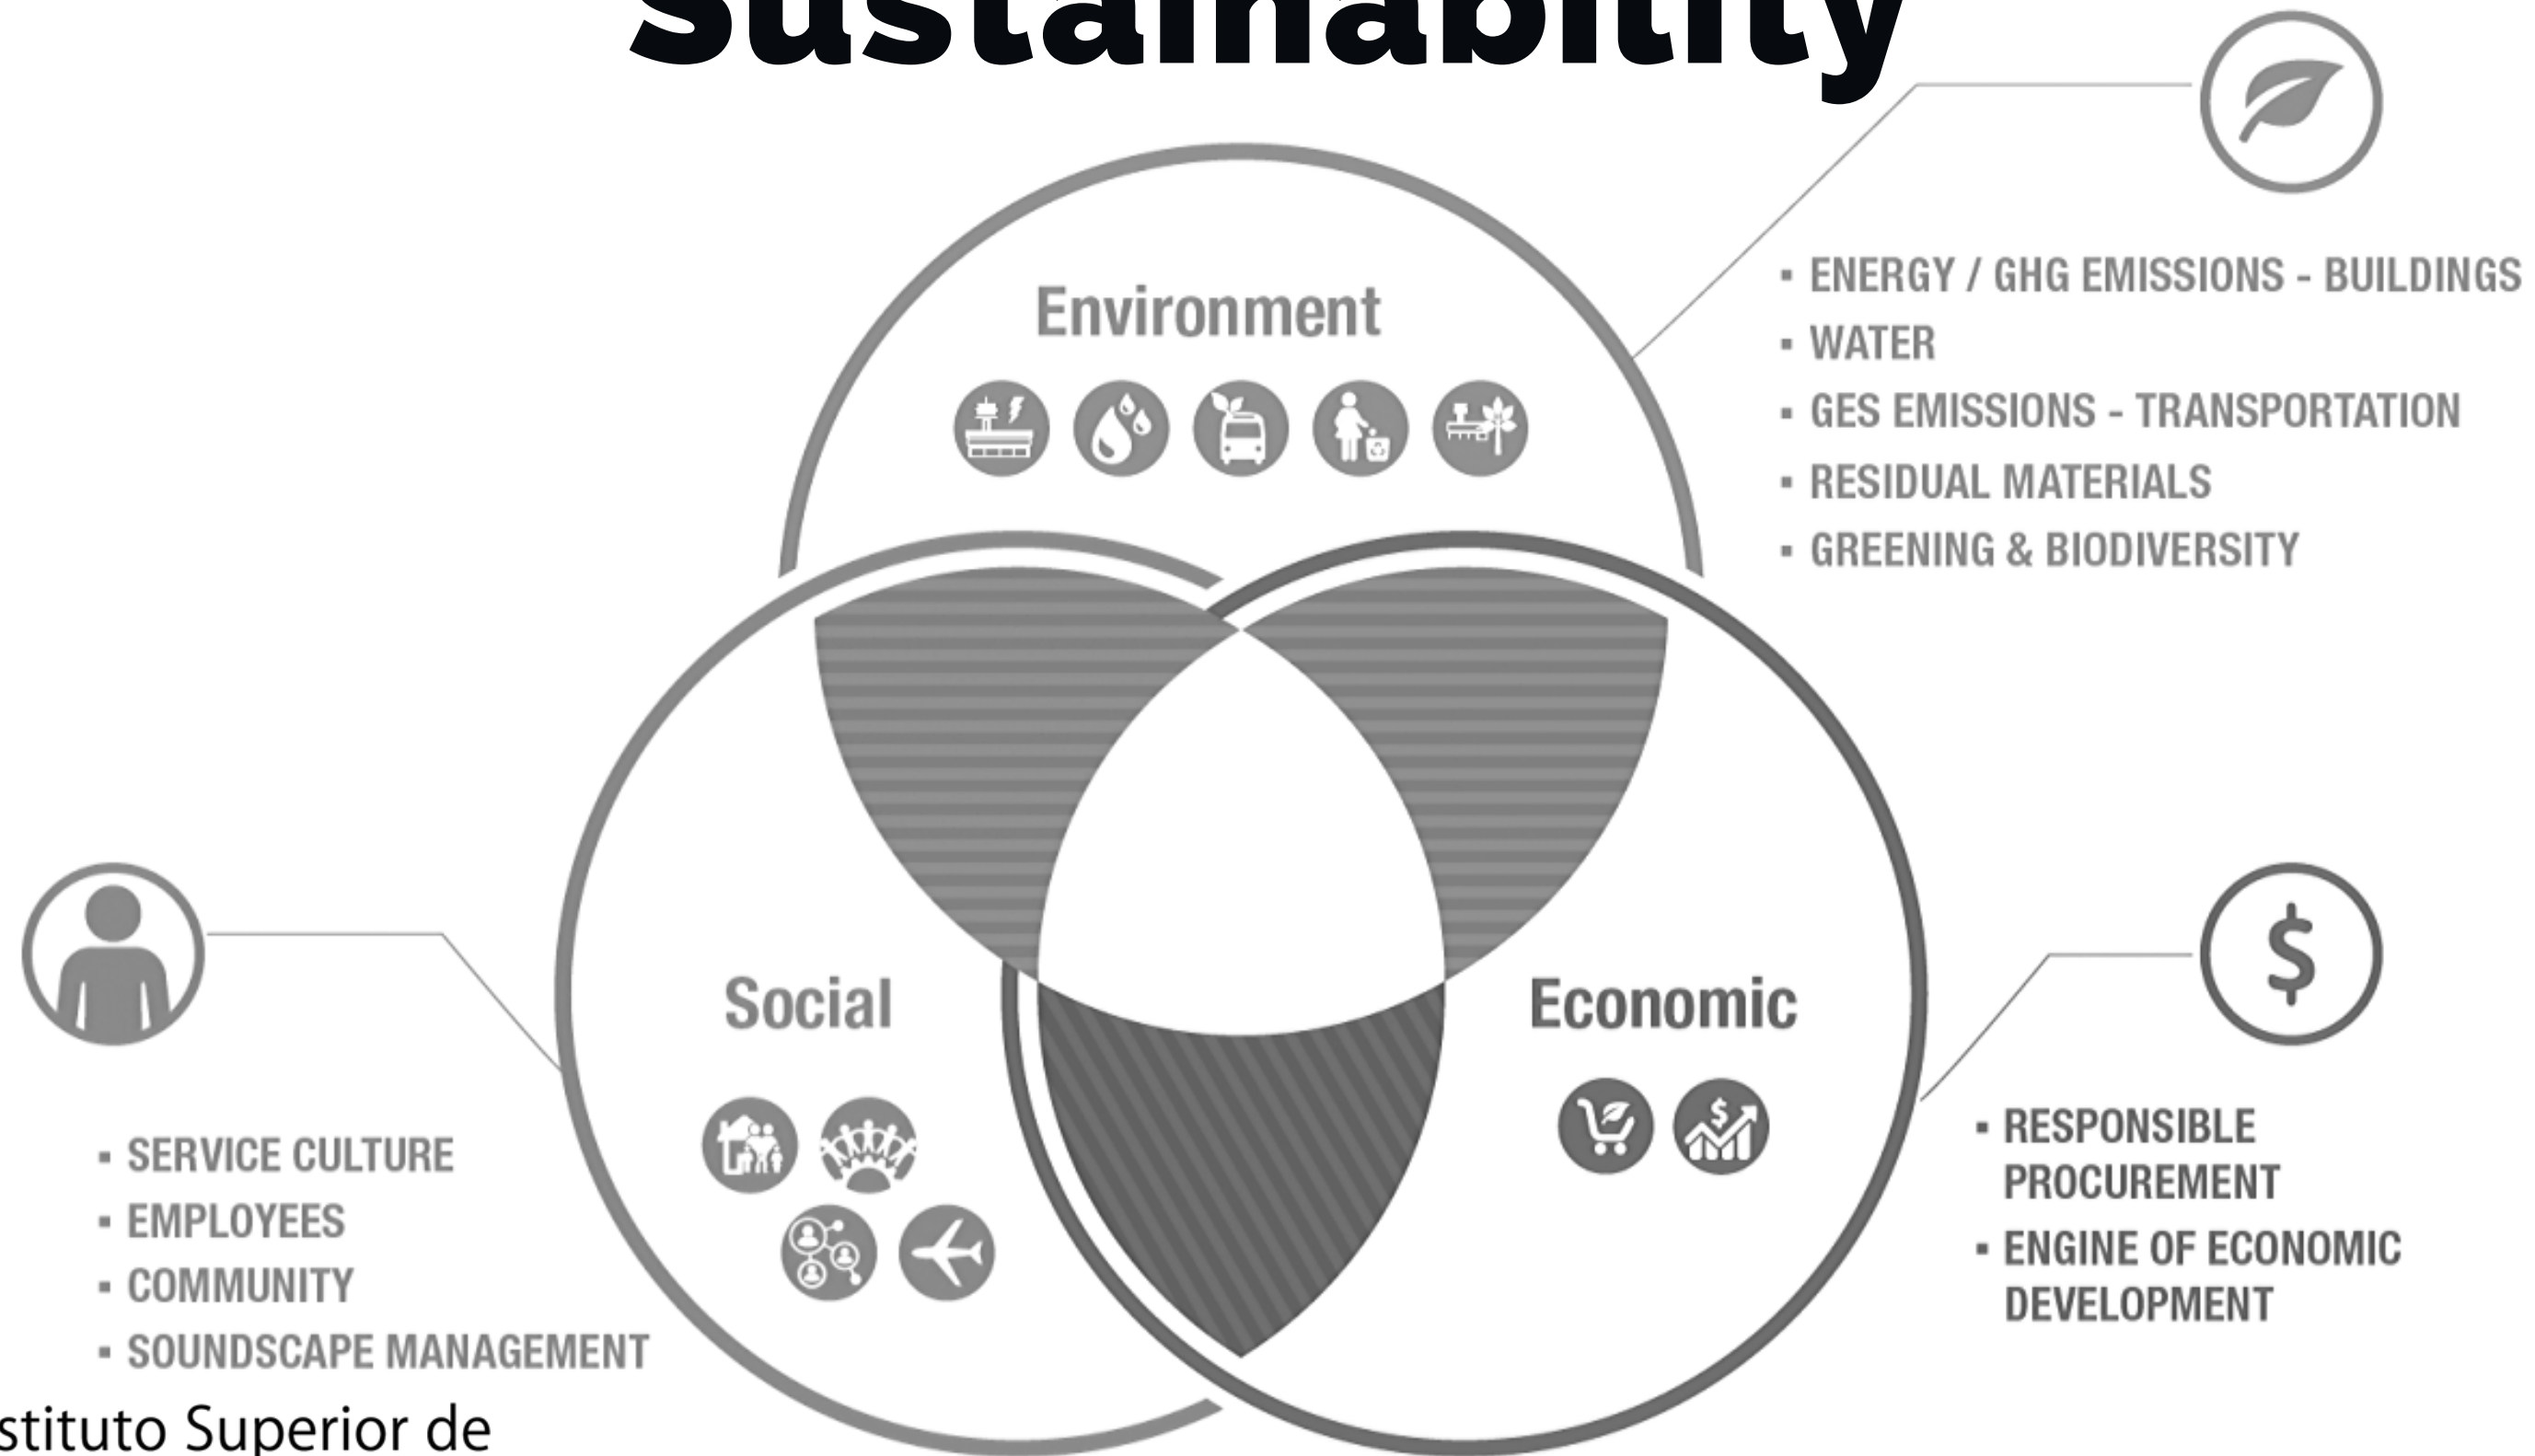 Sustainability
Environment
▪ ENERGY / GHG EMISSIONS - BUILDINGS
▪ WATER
▪ GES EMISSIONS - TRANSPORTATION
▪ RESIDUAL MATERIALS
▪ GREENING & BIODIVERSITY
Social
▪ SERVICE CULTURE
▪ EMPLOYEES
▪ COMMUNITY
▪ SOUNDSCAPE MANAGEMENT
Economic
$
▪ RESPONSIBLE
PROCUREMENT
▪ ENGINE OF ECONOMIC
DEVELOPMENT
stituto Superior de